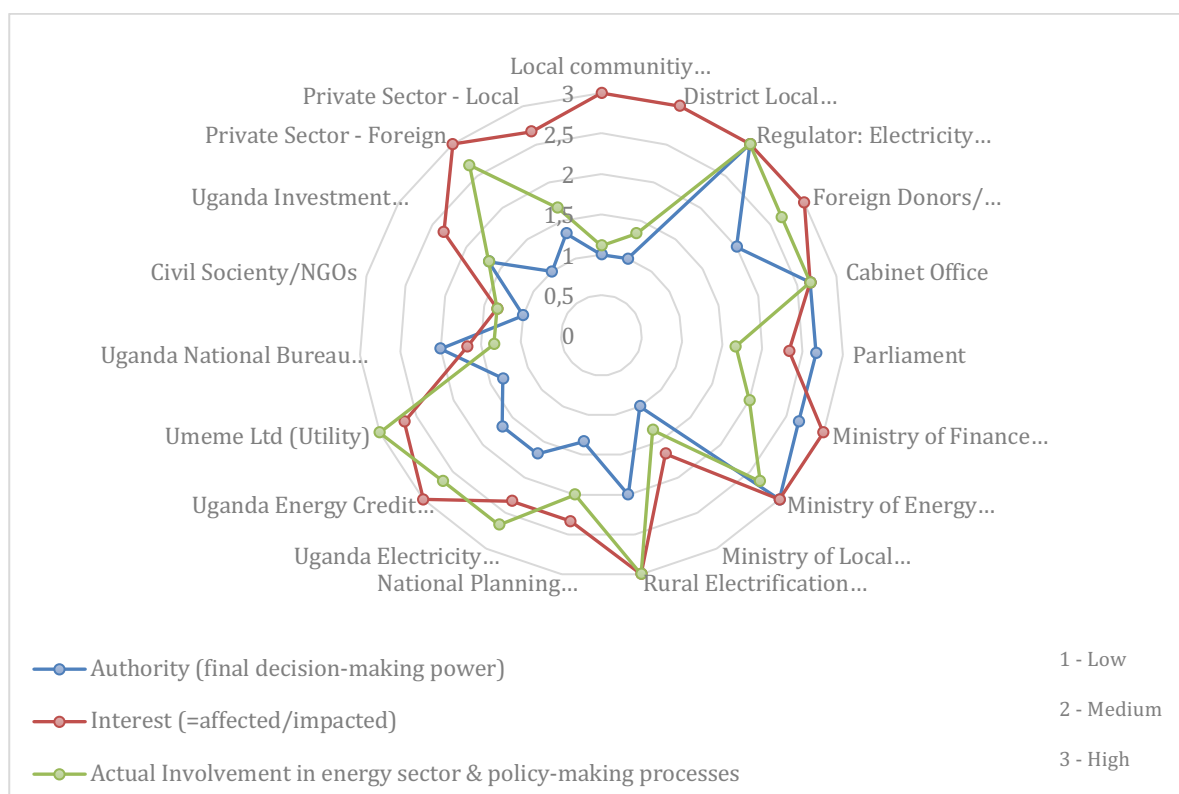 Local communitiy…
Private Sector - Local
District Local…
Private Sector - Foreign
Regulator: Electricity…
Uganda Investment…
Foreign Donors/…
Civil Socienty/NGOs
Cabinet Office
Uganda National Bureau…
Parliament
Umeme Ltd (Utility)
Ministry of Finance…
Uganda Energy Credit…
Ministry of Energy…
Uganda Electricity…
Ministry of Local…
National Planning…
Rural Electrification…
3
2,5
2
1,5
1
0,5
0
Authority (final decision-making power)
Interest (=affected/impacted)
Actual Involvement in energy sector & policy-making processes
1 - Low
2 - Medium
3 - High